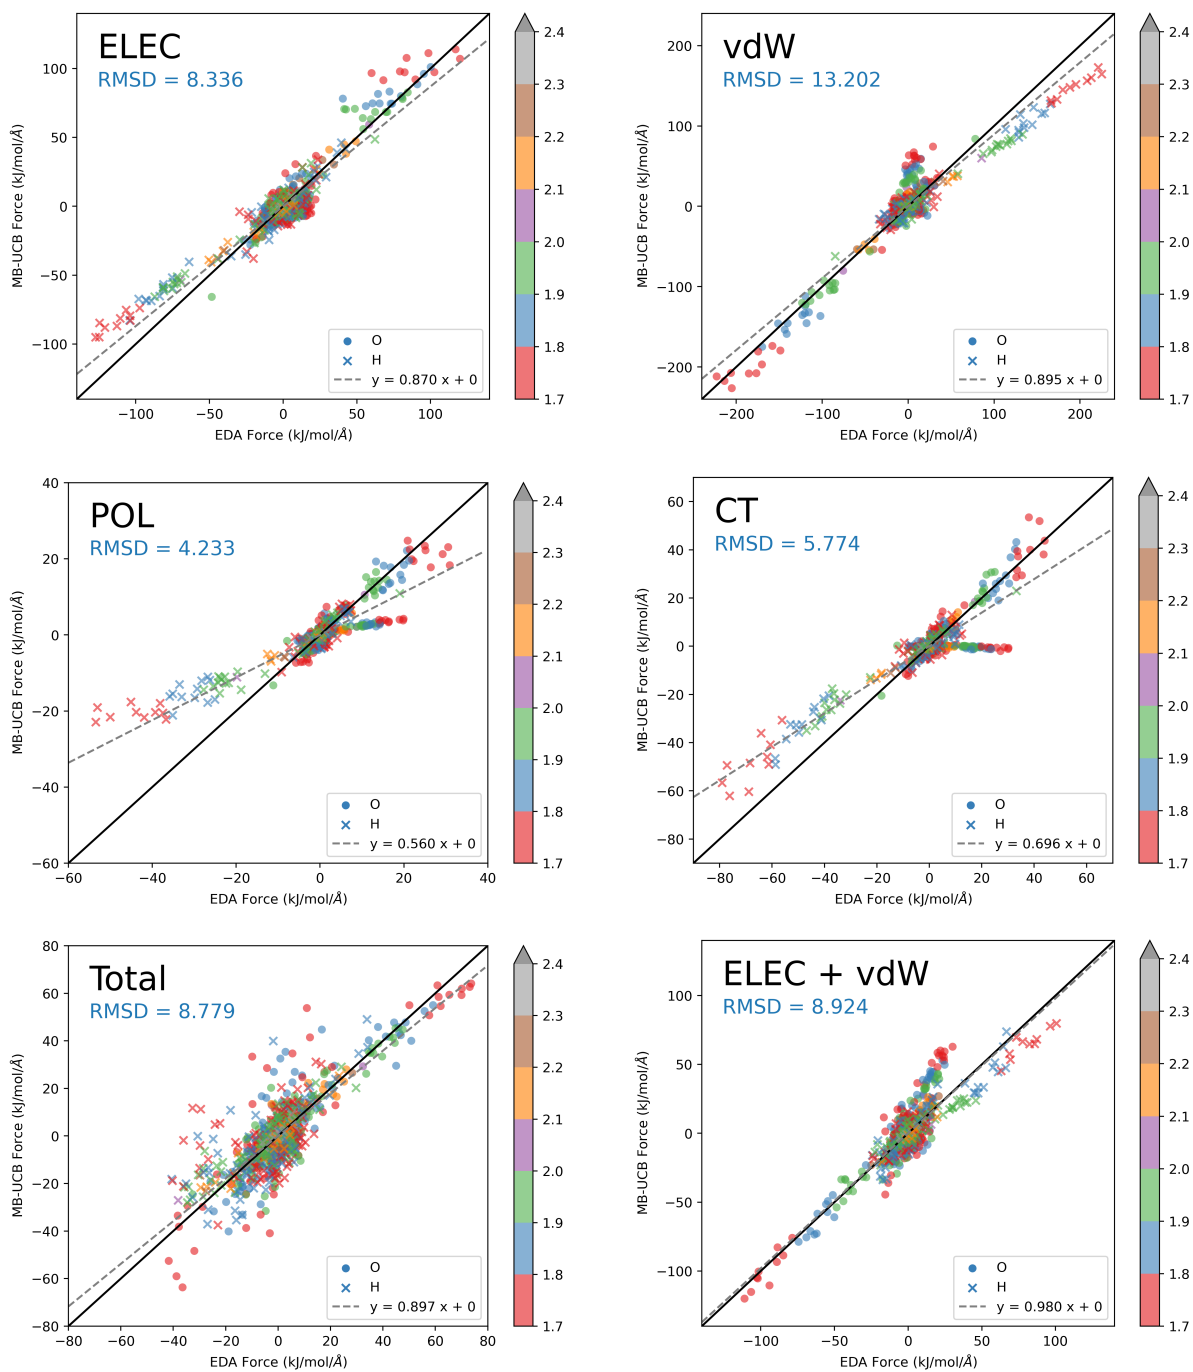 ELEC
RMSD = 8.336
MB-UCB Force (kJ/mol/Å)
100
50
0
−50
−100
−100 −50 0 50 100
EDA Force (kJ/mol/Å)
O
H
y = 0.870 x + 0
2.4
2.3
2.2
2.1
2.0
1.9
1.8
1.7
vdW
RMSD = 13.202
MB-UCB Force (kJ/mol/Å)
200
100
0
−100
−200
−200 −100 0 100 200
EDA Force (kJ/mol/Å)
O
H
y = 0.895 x + 0
2.4
2.3
2.2
2.1
2.0
1.9
1.8
1.7
POL
RMSD = 4.233
MB-UCB Force (kJ/mol/Å)
40
20
0
−20
−40
−60
−60 −40 −20 0 20 40
EDA Force (kJ/mol/Å)
O
H
y = 0.560 x + 0
2.4
2.3
2.2
2.1
2.0
1.9
1.8
1.7
CT
RMSD = 5.774
MB-UCB Force (kJ/mol/Å)
60
40
20
0
−20
−40
−60
−80
−80 −60 −40 −20 0 20 40 60
EDA Force (kJ/mol/Å)
O
H
y = 0.696 x + 0
2.4
2.3
2.2
2.1
2.0
1.9
1.8
1.7
Total
RMSD = 8.779
MB-UCB Force (kJ/mol/Å)
80
60
40
20
0
−20
−40
−60
−80
−80 −60 −40 −20 0 20 40 60 80
EDA Force (kJ/mol/Å)
O
H
y = 0.897 x + 0
2.4
2.3
2.2
2.1
2.0
1.9
1.8
1.7
ELEC + vdW
RMSD = 8.924
MB-UCB Force (kJ/mol/Å)
100
50
0
−50
−100
−100 −50 0 50 100
EDA Force (kJ/mol/Å)
O
H
y = 0.980 x + 0
2.4
2.3
2.2
2.1
2.0
1.9
1.8
1.7